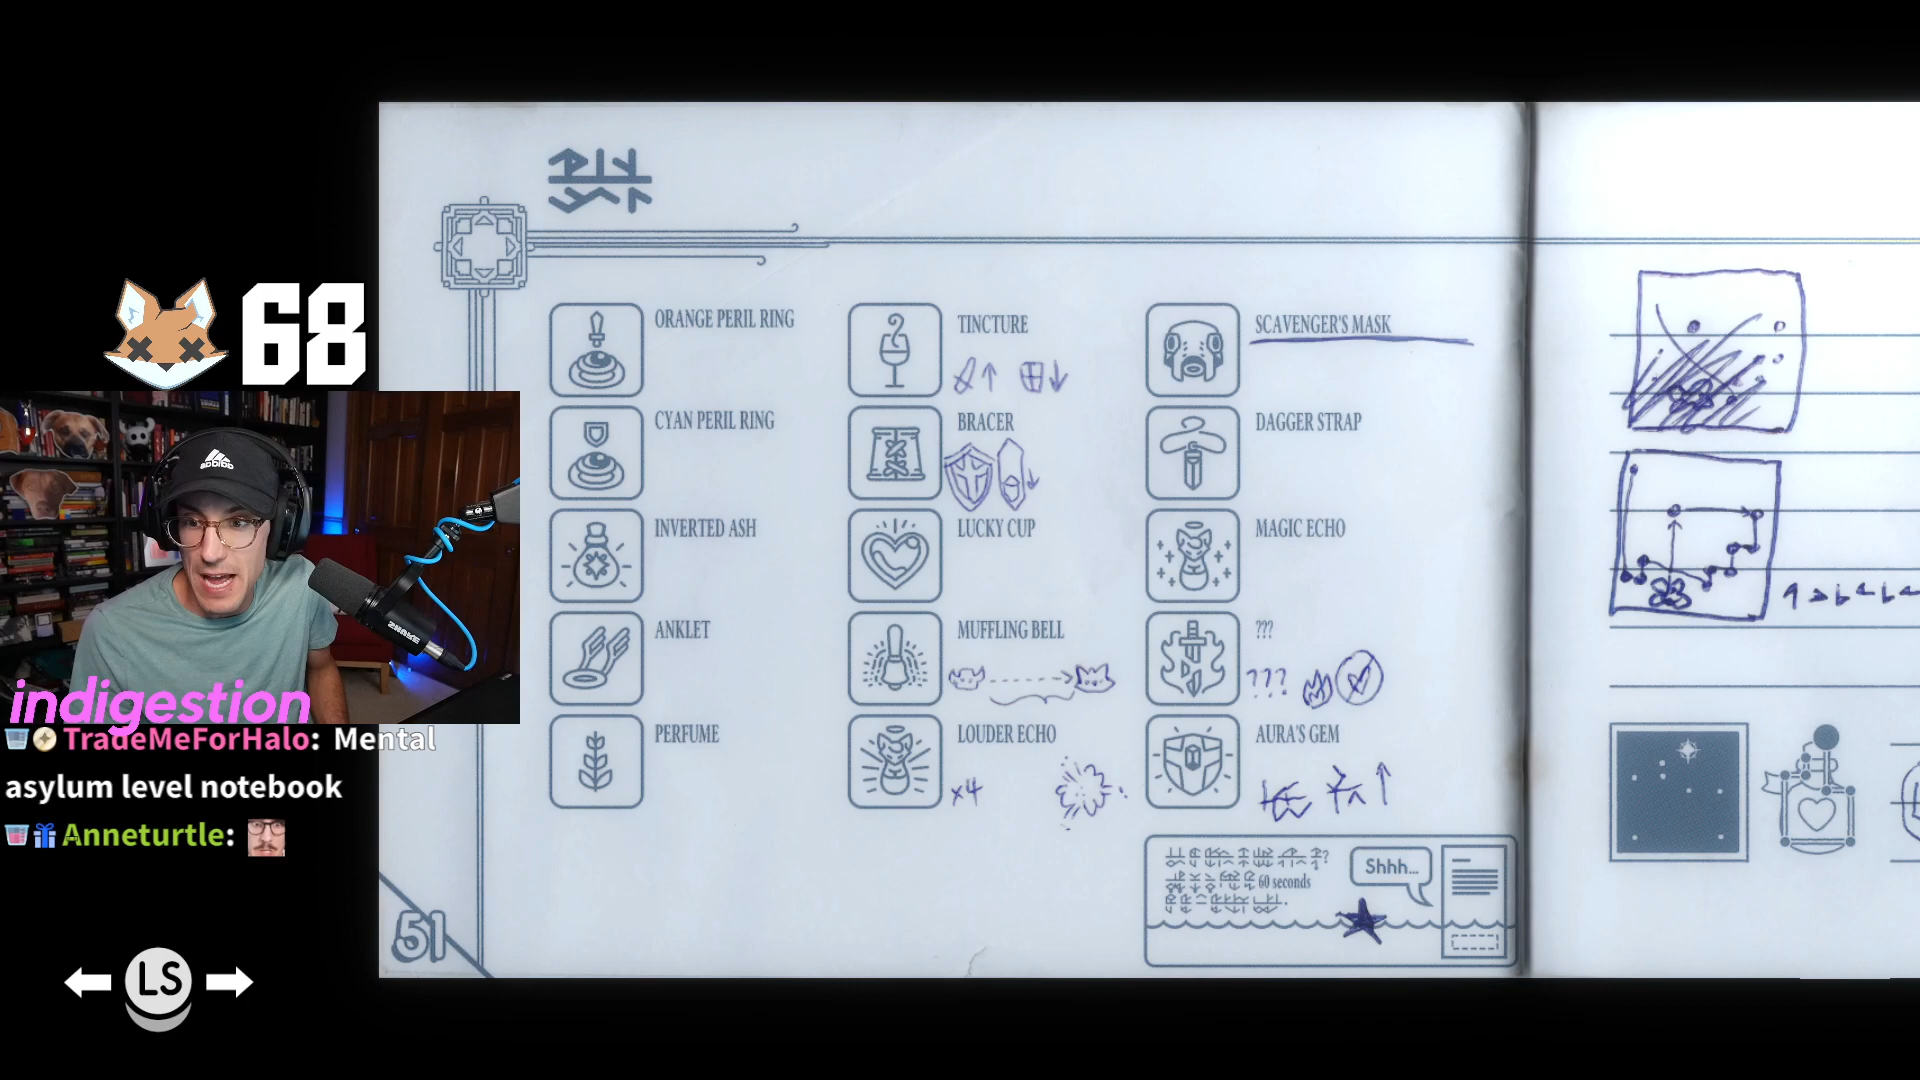 68
ORANGE PERIL RING
TINCTURE
SCAVENGER'S MASK
CYAN PERIL RING
BRACER
DAGGER STRAP
INVERTED ASH
LUCKY CUP
MAGIC ECHO
ANKLET
MUFFLING BELL
???
???
PERFUME
LOUDER ECHO
AURA'S GEM
x4
60 seconds
Shhh...
51
adidas
SHURE
indigestion
TradeMeForHalo: Mental
asylum level notebook
Anneturtle:
LS